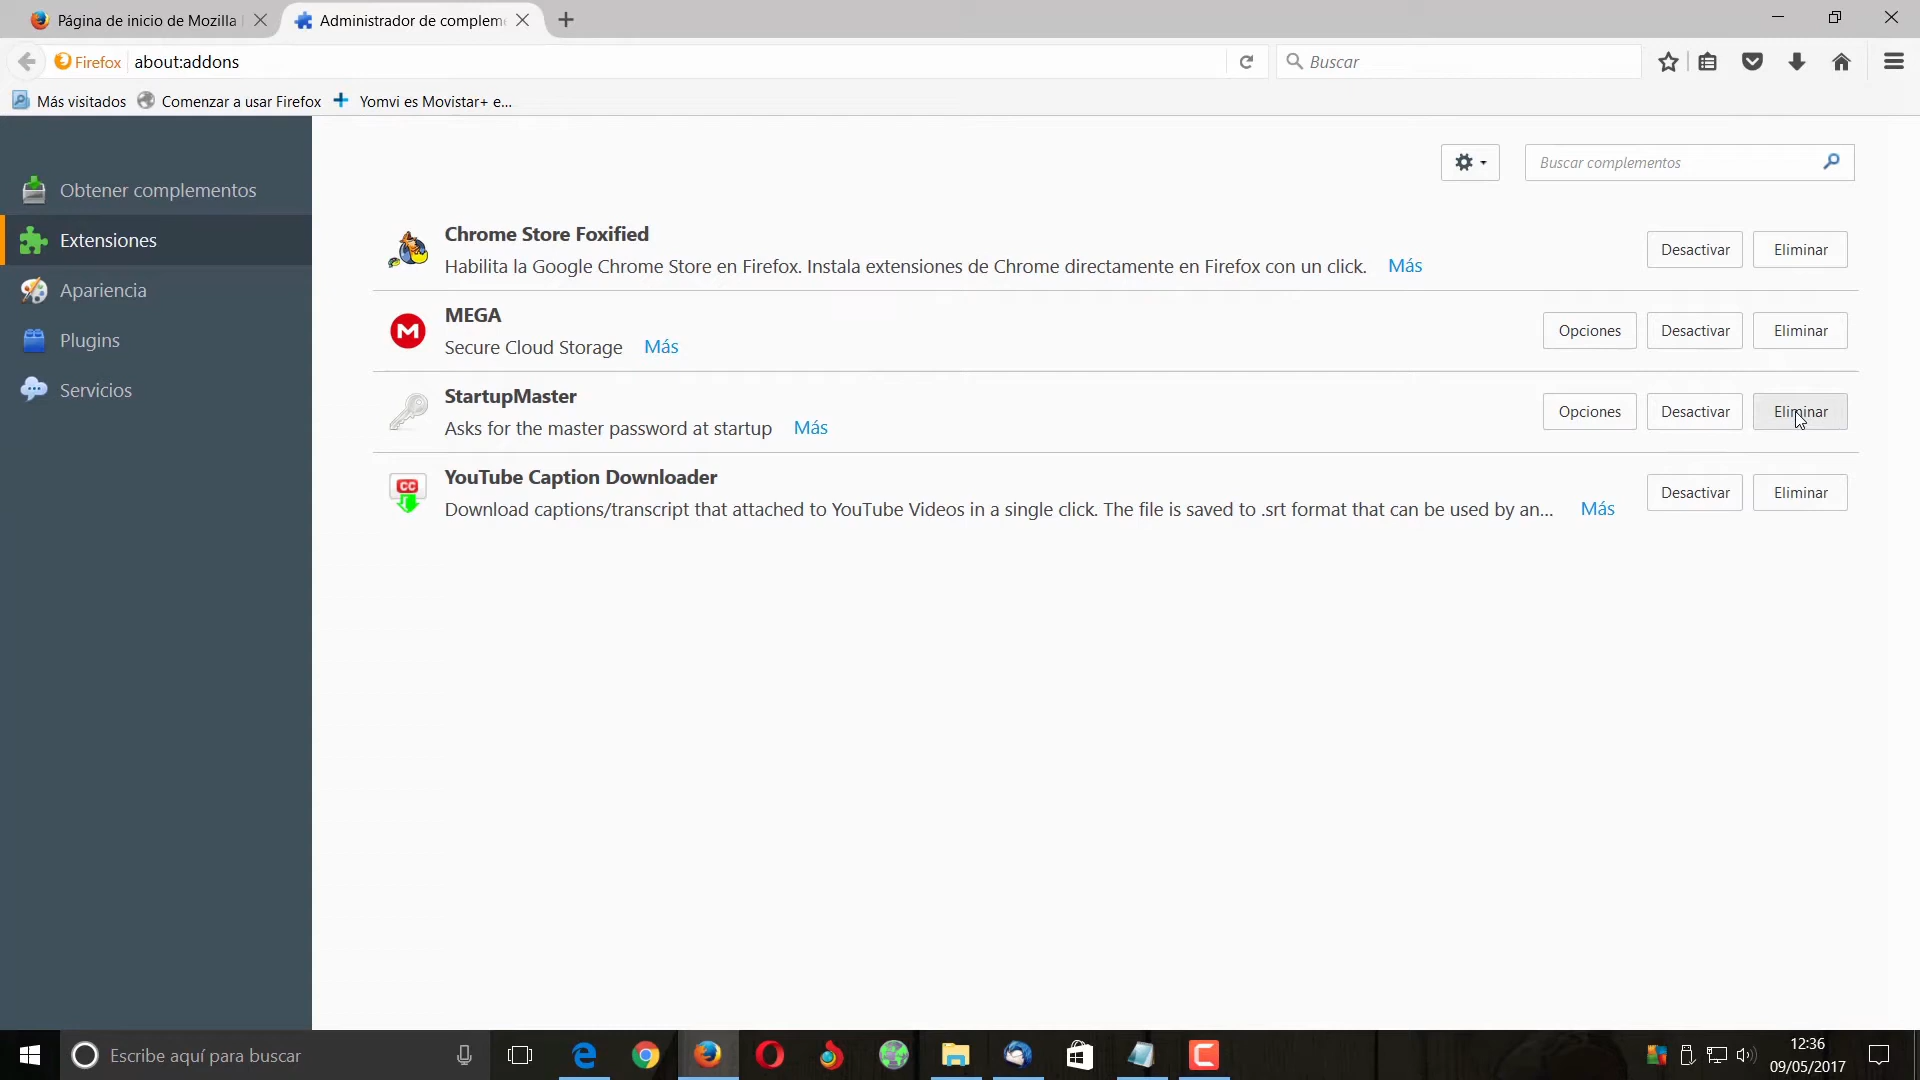 Página de inicio de Mozilla
Administrador de complem
Firefox
about:addons
Buscar
Más visitados
Comenzar a usar Firefox
Yomvi es Movistar+ e...
Obtener complementos
Extensiones
Apariencia
Plugins
Servicios
Buscar complementos
Chrome Store Foxified
Habilita la Google Chrome Store en Firefox. Instala extensiones de Chrome directamente en Firefox con un click. Más
Desactivar
Eliminar
MEGA
Secure Cloud Storage Más
Opciones
Desactivar
Eliminar
StartupMaster
Asks for the master password at startup Más
Opciones
Desactivar
Eliminar
CC
YouTube Caption Downloader
Download captions/transcript that attached to YouTube Videos in a single click. The file is saved to .srt format that can be used by an... Más
Desactivar
Eliminar
Escribe aquí para buscar
12:36
09/05/2017